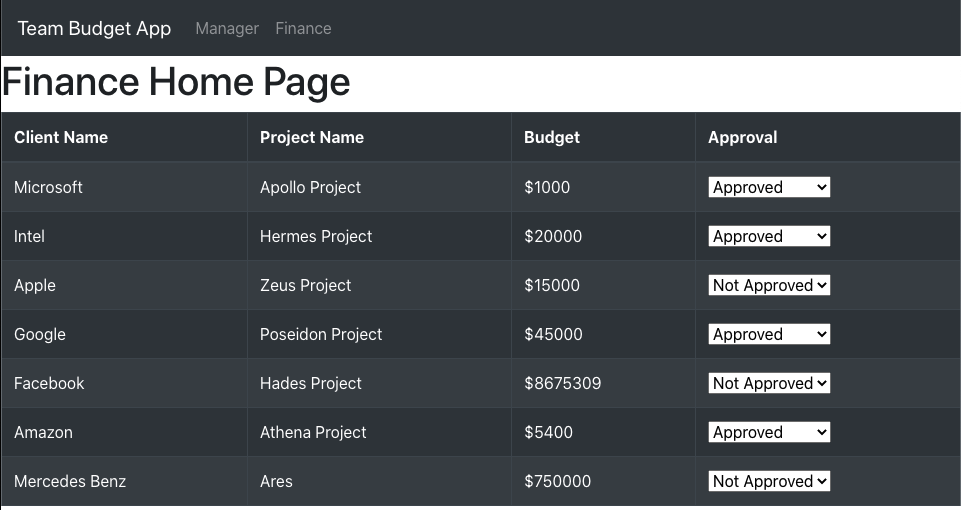 Team Budget App Manager Finance
Finance Home Page
Client Name Project Name Budget Approval
Microsoft Apollo Project $1000 Approved
Intel Hermes Project $20000 Approved
Apple Zeus Project $15000 Not Approved
Google Poseidon Project $45000 Approved
Facebook Hades Project $8675309 Not Approved
Amazon Athena Project $5400 Approved
Mercedes Benz Ares $750000 Not Approved